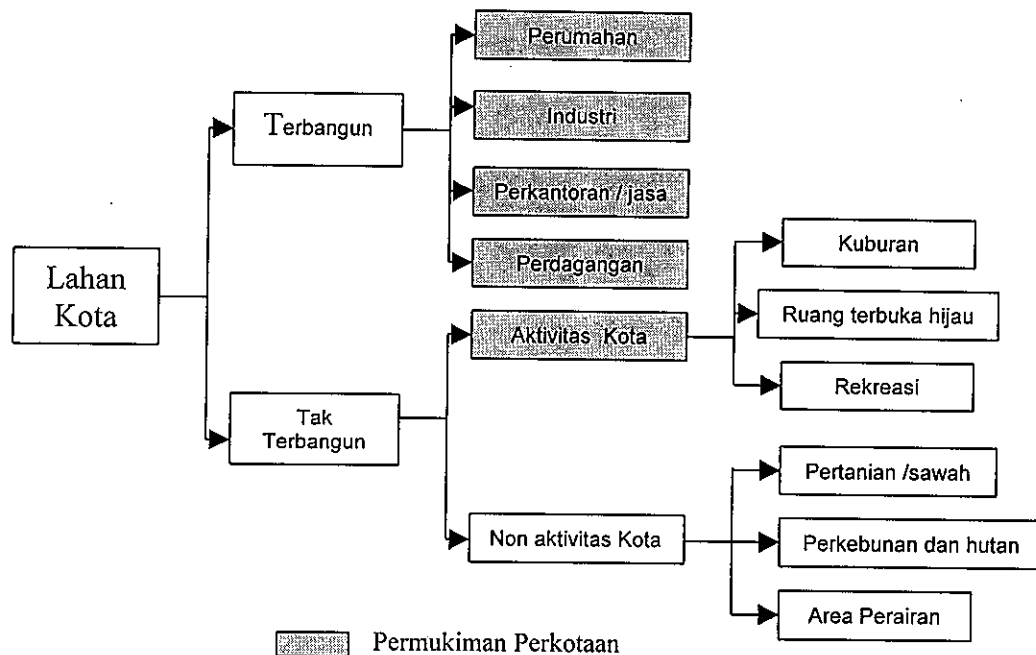 Perumahan
Terbangun
Industri
Perkantoran / jasa
Perdagangan
Lahan
Kota
Kuburan
Ruang terbuka hijau
Aktivitas Kota
Rekreasi
Tak
Terbangun
Pertanian /sawah
Non aktivitas Kota
Perkebunan dan hutan
Area Perairan
Permukiman Perkotaan